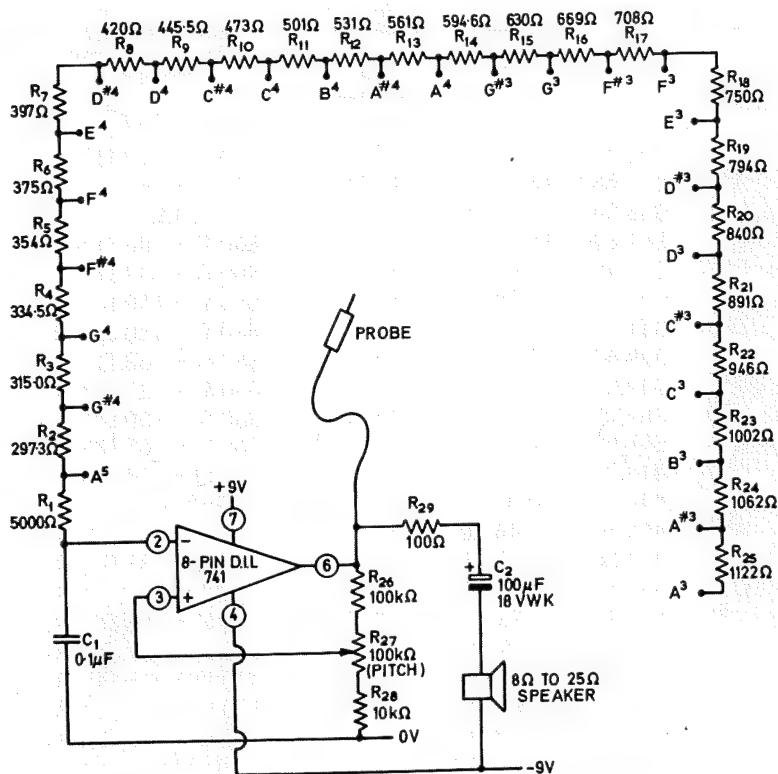 420Ω 445·5Ω 473Ω 501Ω 531Ω 561Ω 594·6Ω 630Ω 669Ω 708Ω
R8 R9 R10 R11 R12 R13 R14 R15 R16 R17
D#4 D4 C#4 C4 B4 A#4 A4 G#3 G3 F#3 F3
R7
397Ω
E4
R6
375Ω
F4
R5
354Ω
F#4
R4
334·5Ω
G4
R3
315·0Ω
G#4
R2
297·3Ω
A5
R1
5000Ω
R18
750Ω
E3
R19
794Ω
D#3
R20
840Ω
D3
R21
891Ω
C#3
R22
946Ω
C3
R23
1002Ω
B3
R24
1062Ω
A#3
R25
1122Ω
A3
PROBE
+9V
7
2 −
8-PIN D.I.L
741
6
3 +
4
C1
0·1μF
R29
100Ω
R26
100kΩ
R27
100kΩ
(PITCH)
R28
10kΩ
+ C2
100μF
18 VWK
8Ω TO 25Ω
SPEAKER
0V
-9V